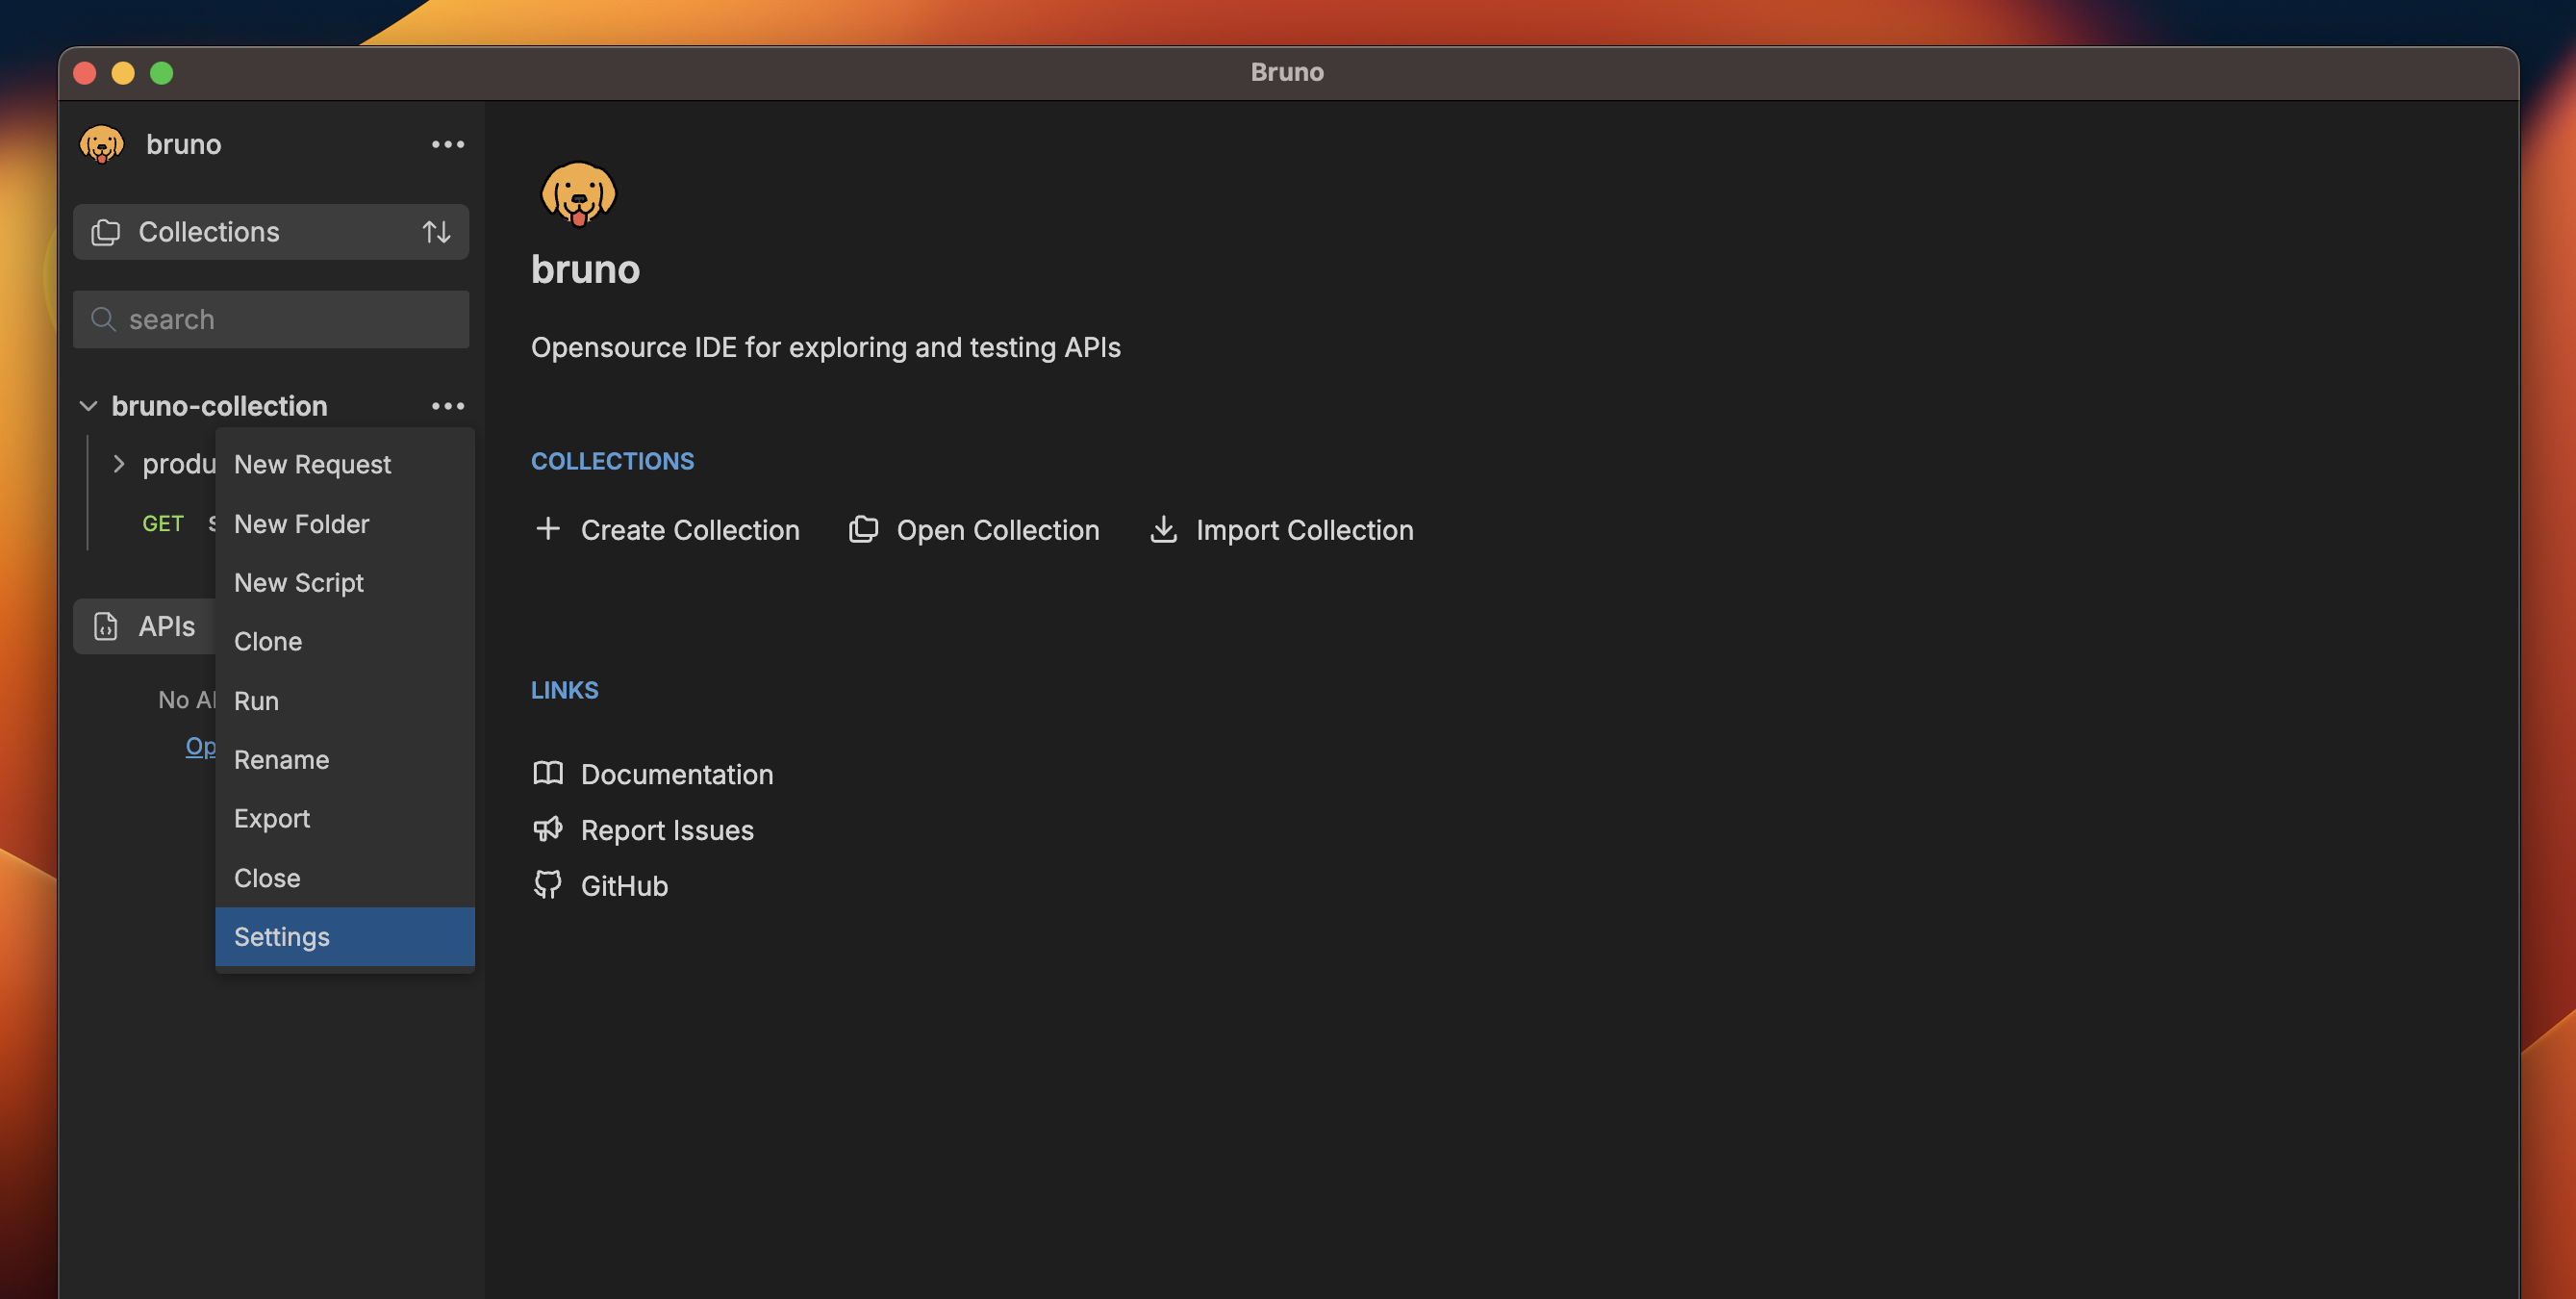 Bruno
bruno
Collections
search
bruno-collection
produ
GET
New Request
New Folder
New Script
Clone
Run
Rename
Export
Close
Settings
APIs
No
Op
bruno
Opensource IDE for exploring and testing APIs
COLLECTIONS
Create Collection Open Collection Import Collection
LINKS
Documentation
Report Issues
GitHub